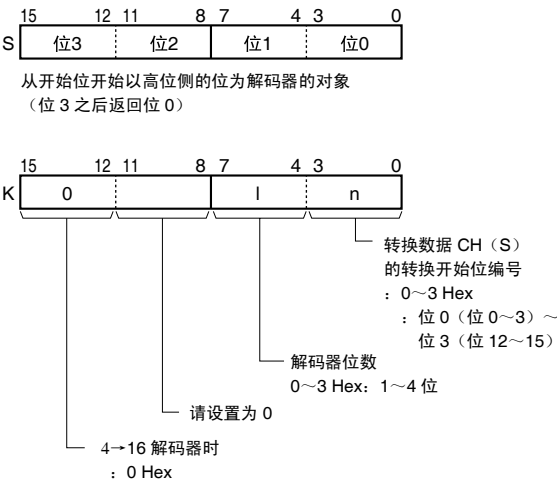 15 12 11 8 7 4 3 0
S 位3 位2 位1 位0
从开始位开始以高位侧的位为解码器的对象
（位 3 之后返回位 0）
15 12 11 8 7 4 3 0
K 0 l n
转换数据 CH（S）
的转换开始位编号
：0～3 Hex
：位 0（位 0～3）～
位 3（位 12～15）
解码器位数
0～3 Hex：1～4 位
请设置为 0
4→16 解码器时
：0 Hex